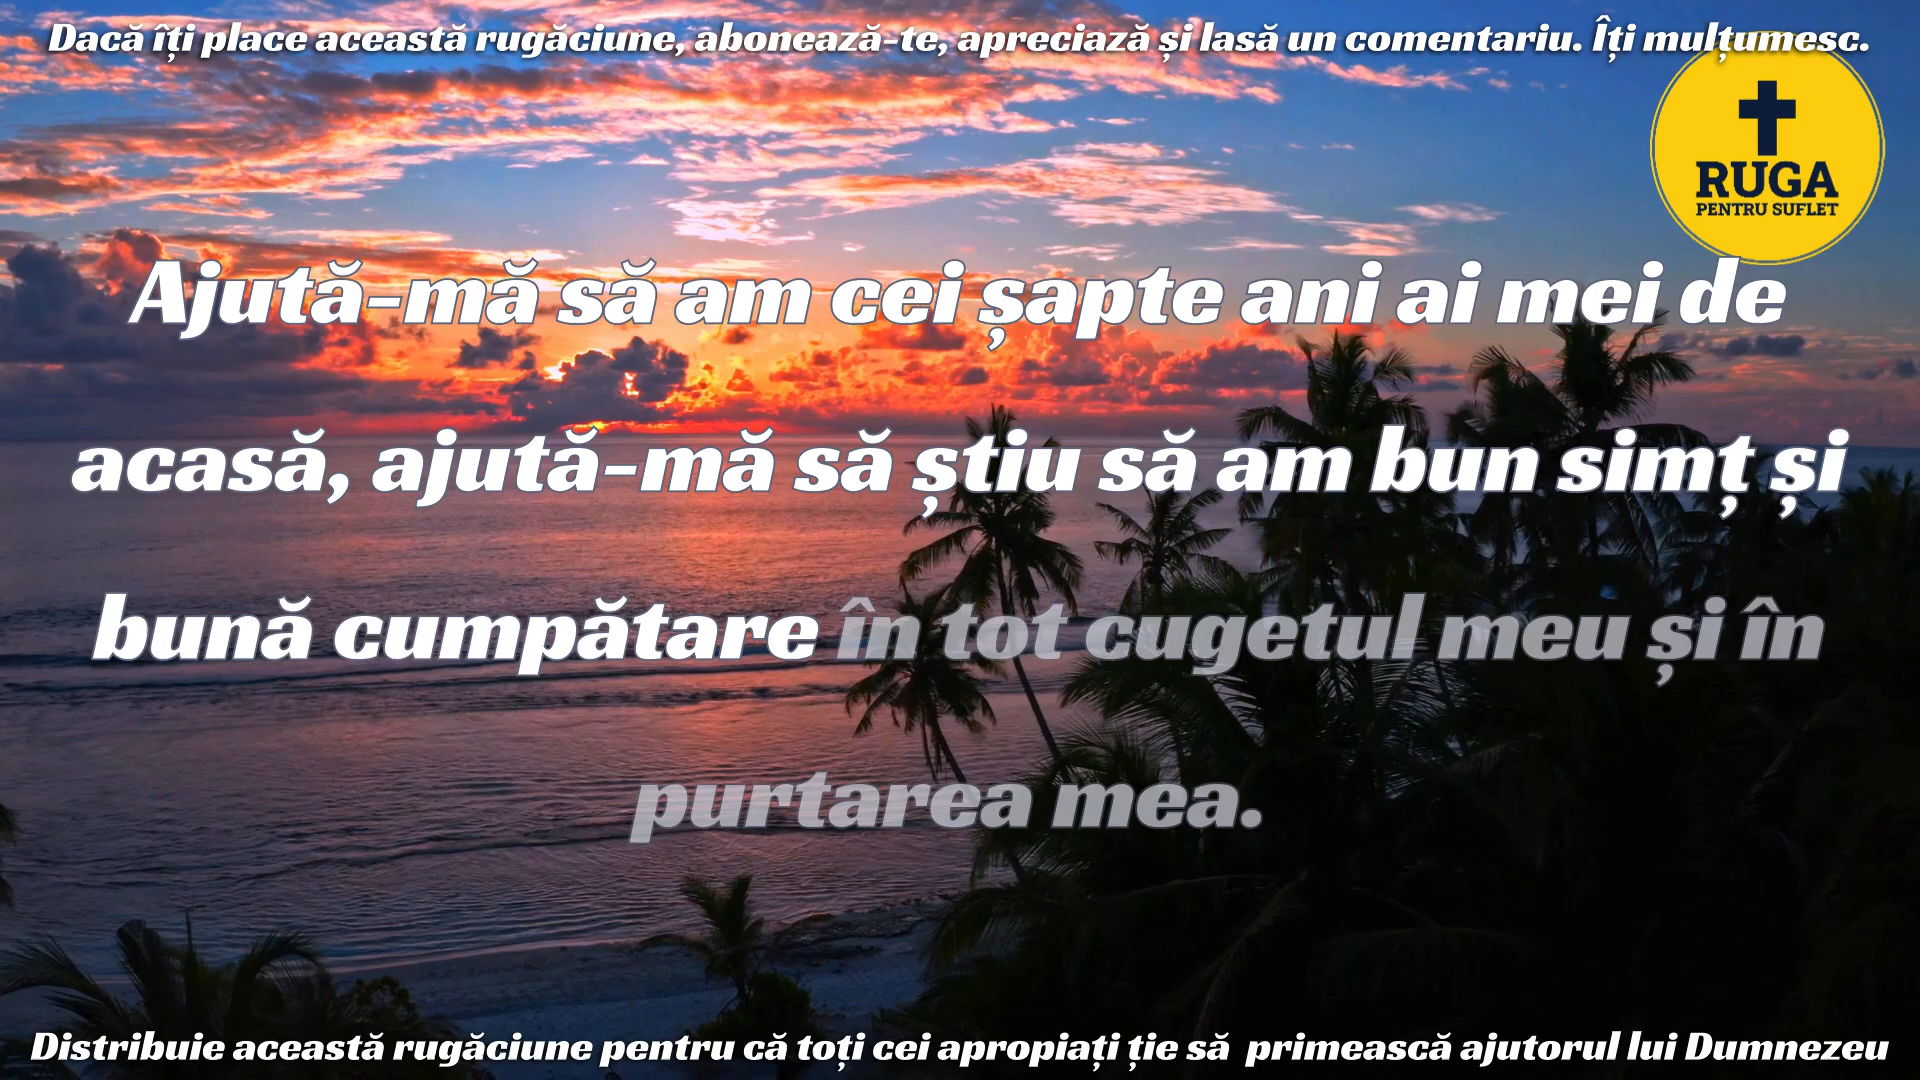 Dacă îți place această rugăciune, abonează-te, apreciază și lasă un comentariu. Îți mulțumesc.
RUGA
PENTRU SUFLET
Ajută-mă să am cei șapte ani ai mei de
acasă, ajută-mă să știu să am bun simț și
bună cumpătare în tot cugetul meu și în
purtarea mea.
Distribuie această rugăciune pentru că toți cei apropiați ție să  primească ajutorul lui Dumnezeu